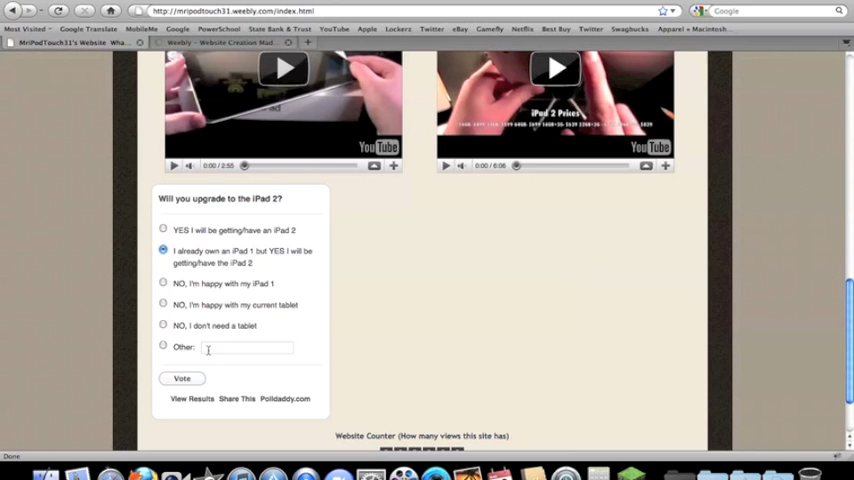 http://mripodtouch31.weebly.com/index.html
Google
Most Visited Google Translate MobileMe Google State Bank & Trust YouTube Apple Lockerz Twitter eBay Gamefly Netflix Best Buy Twitter Swagbucks Apparel « Macintosh...
MriPodTouch31's Website Wha... Weebly - Website Creation Mad...
iPad 2 Prices
YouTube YouTube
0:00 / 2:55 0:00 / 6:06
Will you upgrade to the iPad 2?
YES I will be getting/have an iPad 2
I already own an iPad 1 but YES I will be
getting/have the iPad 2
NO, I'm happy with my iPad 1
NO, I'm happy with my current tablet
NO, I don't need a tablet
Other:
Vote
View Results Share This Polldaddy.com
Website Counter (How many views this site has)
Done